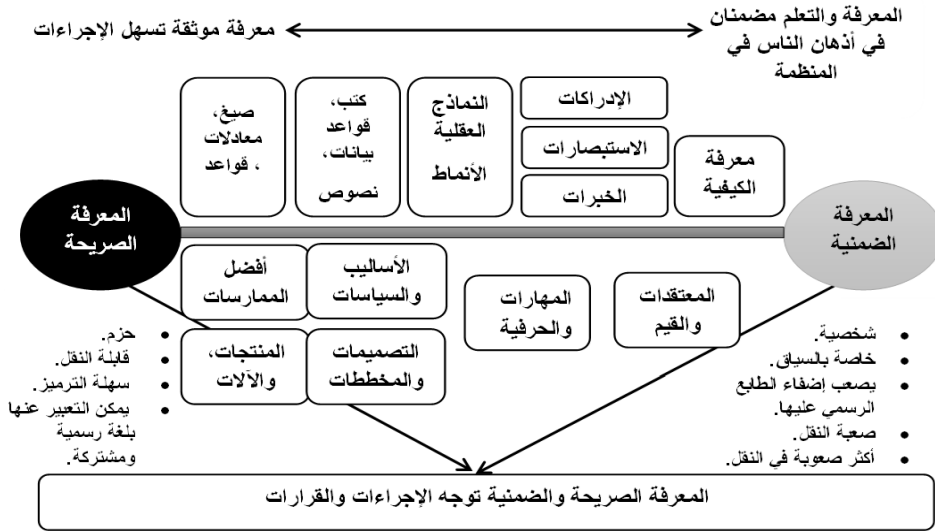 المعرفة والتعلم مضمنان
في أذهان الناس في
المنظمة
معرفة موثقة تسهل الإجراءات
الإدراكات
الاستبصارات
الخبرات
معرفة
الكيفية
النماذج
العقلية
الأنماط
كتب،
قواعد
بيانات،
نصوص
صيغ،
معادلات
، قواعد
المعرفة
الضمنية
المعرفة
الصريحة
المعتقدات
والقيم
المهارات
والحرفية
الأساليب
والسياسات
أفضل
الممارسات
التصميمات
والمخططات
المنتجات،
والآلات
• شخصية.
• خاصة بالسياق.
• يصعب إضفاء الطابع
الرسمي عليها.
• صعبة النقل.
• أكثر صعوبة في النقل.
• حزم.
• قابلة النقل.
• سهلة الترميز.
• يمكن التعبير عنها
بلغة رسمية
ومشتركة.
المعرفة الصريحة والضمنية توجه الإجراءات والقرارات